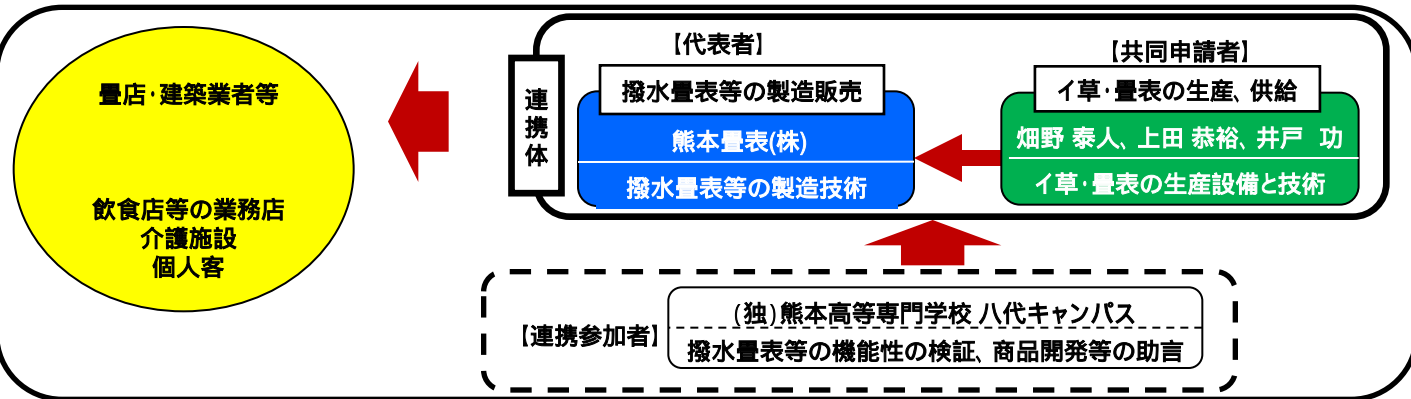 畳店・建築業者等
飲食店等の業務店
介護施設
個人客
連携体
【代表者】
撥水畳表等の製造販売
熊本畳表(株)
撥水畳表等の製造技術
【共同申請者】
イ草・畳表の生産、供給
畑野 泰人、上田 恭裕、井戸 功
イ草・畳表の生産設備と技術
【連携参加者】
(独)熊本高等専門学校 八代キャンパス
撥水畳表等の機能性の検証、商品開発等の助言